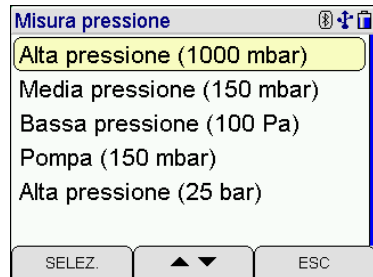 Misura pressione
Alta pressione (1000 mbar)
Media pressione (150 mbar)
Bassa pressione (100 Pa)
Pompa (150 mbar)
Alta pressione (25 bar)
SELEZ. ▲ ▼ ESC